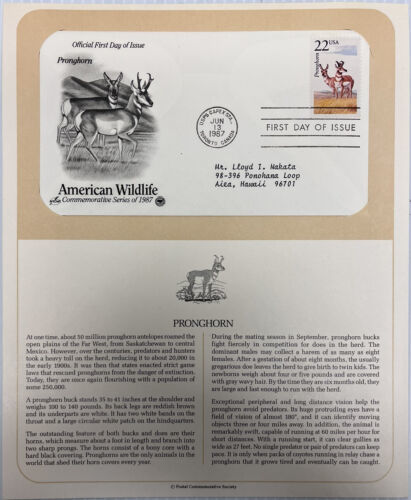 Official First Day of Issue
Pronghorn
American Wildlife
Commemorative Series of 1987
USPS CAPEX STA.
JUN
13
1987
TORONTO CANADA
22 USA
Pronghorn
FIRST DAY OF ISSUE
Mr. Lloyd I. Nakata
98-396 Ponohana Loop
Aiea, Hawaii 96701
PRONGHORN
At one time, about 50 million pronghorn antelopes roamed the
open plains of the Far West, from Saskatchewan to central
Mexico. However, over the centuries, predators and hunters
took a heavy toll on the herd, reducing it to about 20,000 in
the early 1900s. It was then that states enacted strict game
laws that rescued pronghorns from the danger of extinction.
Today, they are once again flourishing with a population of
some 250,000.
A pronghorn buck stands 35 to 41 inches at the shoulder and
weighs 100 to 140 pounds. Its back legs are reddish brown
and its underparts are white. It has two white bands on the
throat and a large circular white patch on the hindquarters.
The outstanding feature of both bucks and does are their
horns, which measure about a foot in length and branch into
two sharp prongs. The horns consist of a bony core with a
hard black covering. Pronghorns are the only animals in the
world that shed their horn covers every year.
During the mating season in September, pronghorn bucks
fight fiercely in competition for does in the herd. The
dominant males may collect a harem of as many as eight
females. After a gestation of about eight months, the usually
gregarious doe leaves the herd to give birth to twin kids. The
newborns weigh about four or five pounds and are covered
with gray wavy hair. By the time they are six months old, they
are large and fast enough to run with the herd.
Exceptional peripheral and long distance vision help the
pronghorn avoid predators. Its huge protruding eyes have a
field of vision of almost 180°, and it can identify moving
objects three or four miles away. In addition, the animal is
remarkably swift, capable of running at 60 miles per hour for
short distances. With a running start, it can clear gullies as
wide as 27 feet. No single predator or pair of predators can keep
pace. It is only when packs of coyotes running in relay chase a
pronghorn that it grows tired and eventually can be caught.
© Postal Commemorative Society